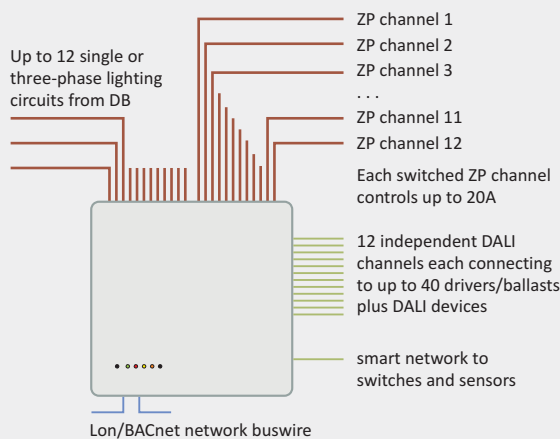 Up to 12 single or
three-phase lighting
circuits from DB
ZP channel 1
ZP channel 2
ZP channel 3
. . .
ZP channel 11
ZP channel 12
Each switched ZP channel
controls up to 20A
12 independent DALI
channels each connecting
to up to 40 drivers/ballasts
plus DALI devices
smart network to
switches and sensors
Lon/BACnet network buswire